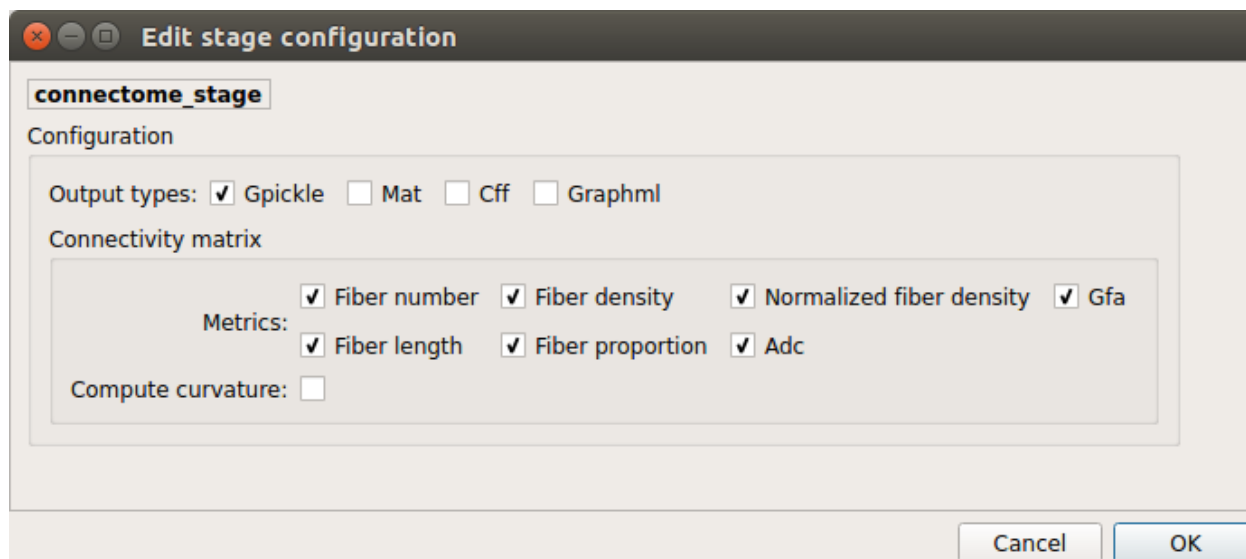 Edit stage configuration
connectome_stage
Configuration
Output types: Gpickle Mat Cff Graphml
Connectivity matrix
Metrics:
Fiber number Fiber density Normalized fiber density Gfa
Fiber length Fiber proportion Adc
Compute curvature:
Cancel OK